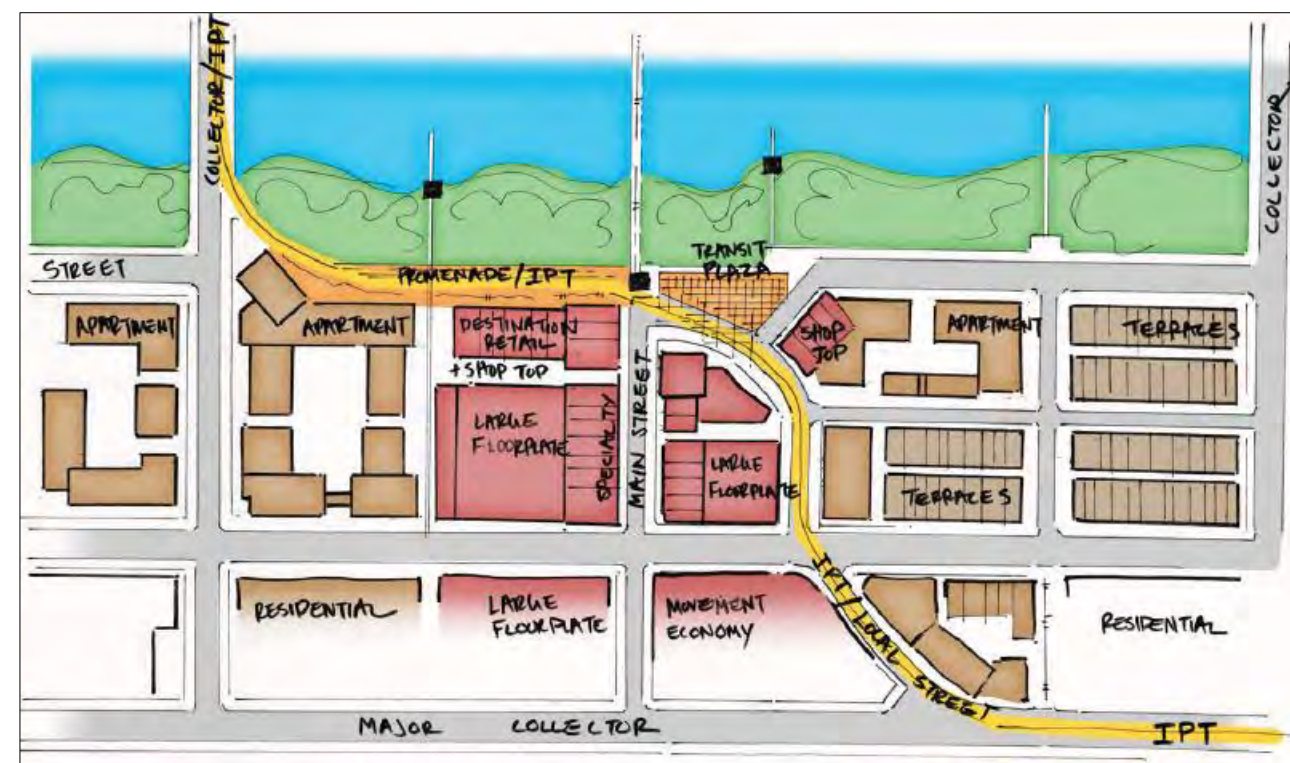 COLLECTOR/IPT
COLLECTOR
STREET
PROMENADE/IPT
TRANSIT
PLAZA
APARTMENT
APARTMENT
DESTINATION
RETAIL
+ SHOP TOP
MAIN STREET
SHOP
TOP
APARTMENT
TERRACES
LARGE
FLOORPLATE
SPECIALTY
LARGE
FLOORPLATE
TERRACES
RESIDENTIAL
LARGE
FLOORPLATE
MOVEMENT
ECONOMY
IPT/LOCAL STREET
RESIDENTIAL
MAJOR COLLECTOR
IPT